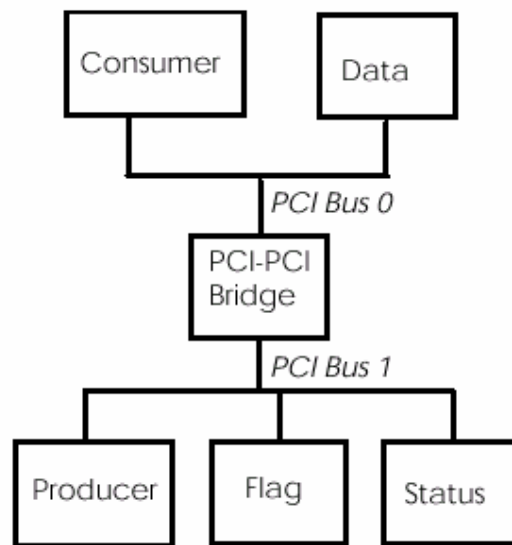 Consumer
Data
PCI Bus 0
PCI-PCI
Bridge
PCI Bus 1
Producer
Flag
Status